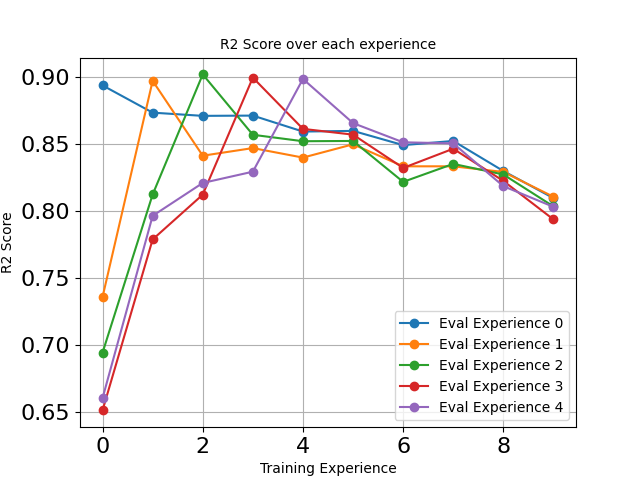 R2 Score over each experience
0.90
0.85
0.80
0.75
0.70
0.65
R2 Score
0 2 4 6 8
Training Experience
Eval Experience 0
Eval Experience 1
Eval Experience 2
Eval Experience 3
Eval Experience 4